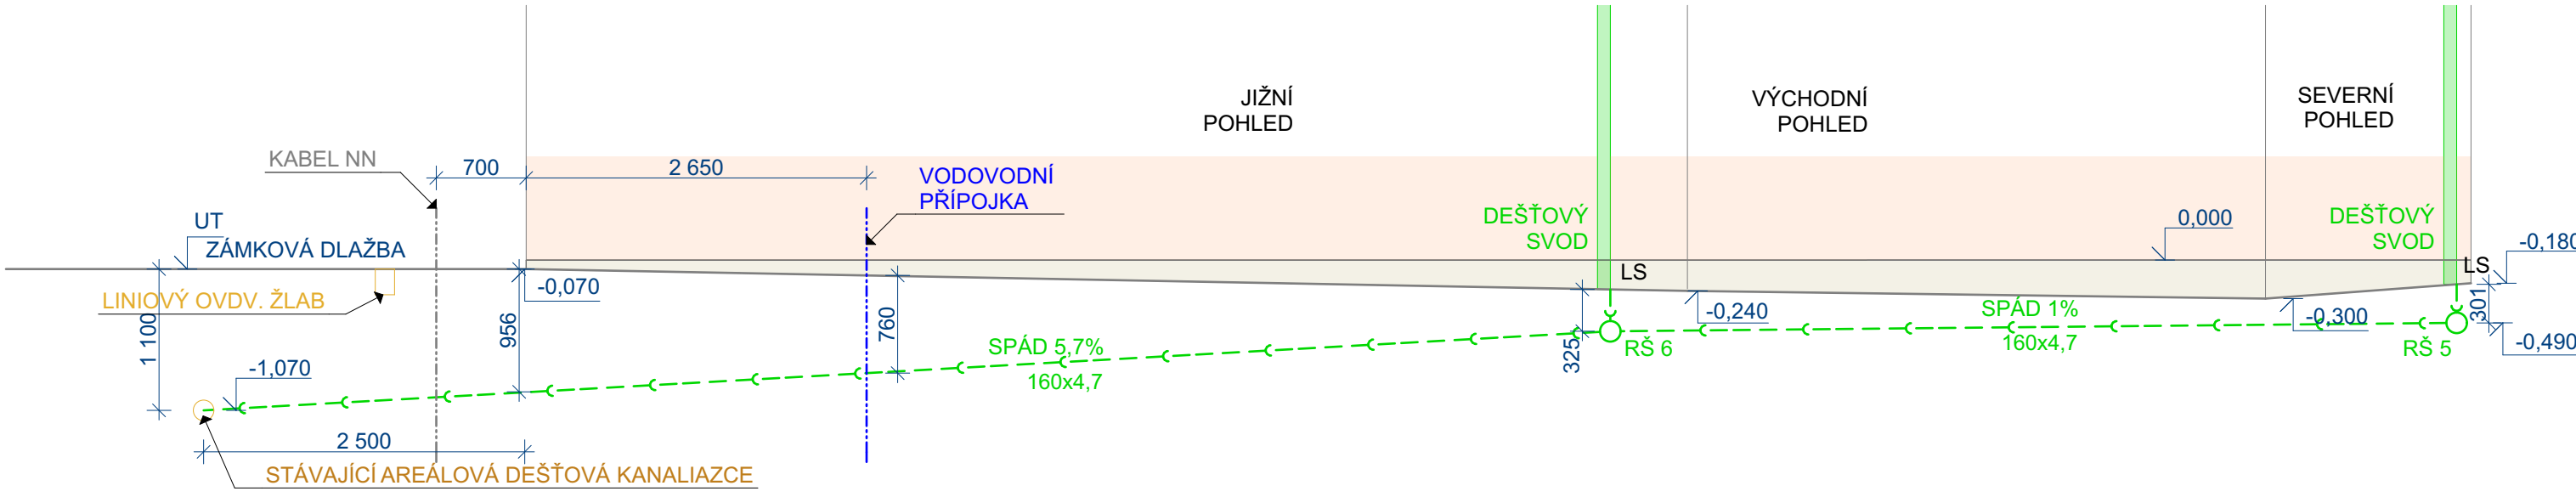 JIŽNÍ
POHLED
VÝCHODNÍ
POHLED
SEVERNÍ
POHLED
KABEL NN
700
2 650
VODOVODNÍ
PŘÍPOJKA
UT
ZÁMKOVÁ DLAŽBA
DEŠŤOVÝ
SVOD
0,000
DEŠŤOVÝ
SVOD
-0,180
LS
LS
LINIOVÝ OVDV. ŽLAB
-0,070
1 100
956
760
325
-0,240
SPÁD 1%
160x4,7
-0,300
301
-0,490
RŠ 6
RŠ 5
SPÁD 5,7%
160x4,7
-1,070
2 500
STÁVAJÍCÍ AREÁLOVÁ DEŠŤOVÁ KANALIAZCE